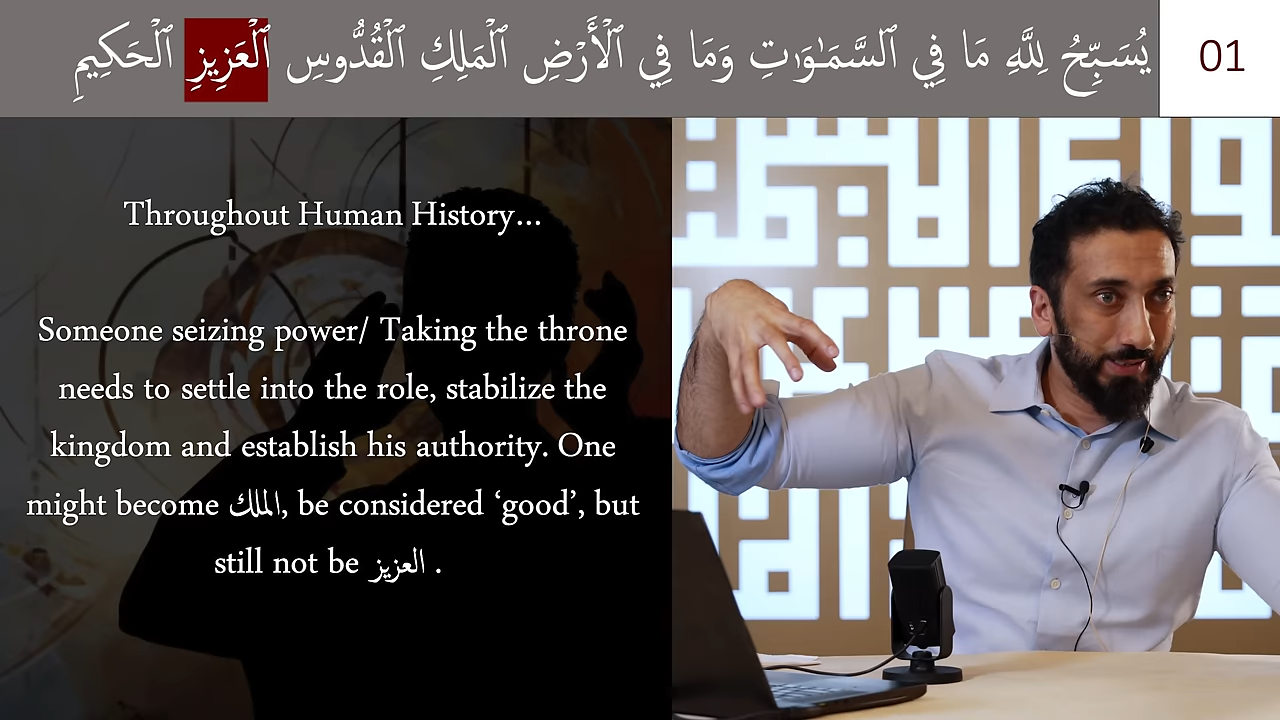 يُسَبِّحُ لِلَّهِ مَا فِي ٱلسَّمَـٰوَٰتِ وَمَا فِي ٱلْأَرْضِ ٱلْمَلِكِ ٱلْقُدُّوسِ ٱلْعَزِيزِ ٱلْحَكِيمِ
01
Throughout Human History...
Someone seizing power/ Taking the throne
needs to settle into the role, stabilize the
kingdom and establish his authority. One
might become الملك, be considered ‘good’, but
still not be العزيز .